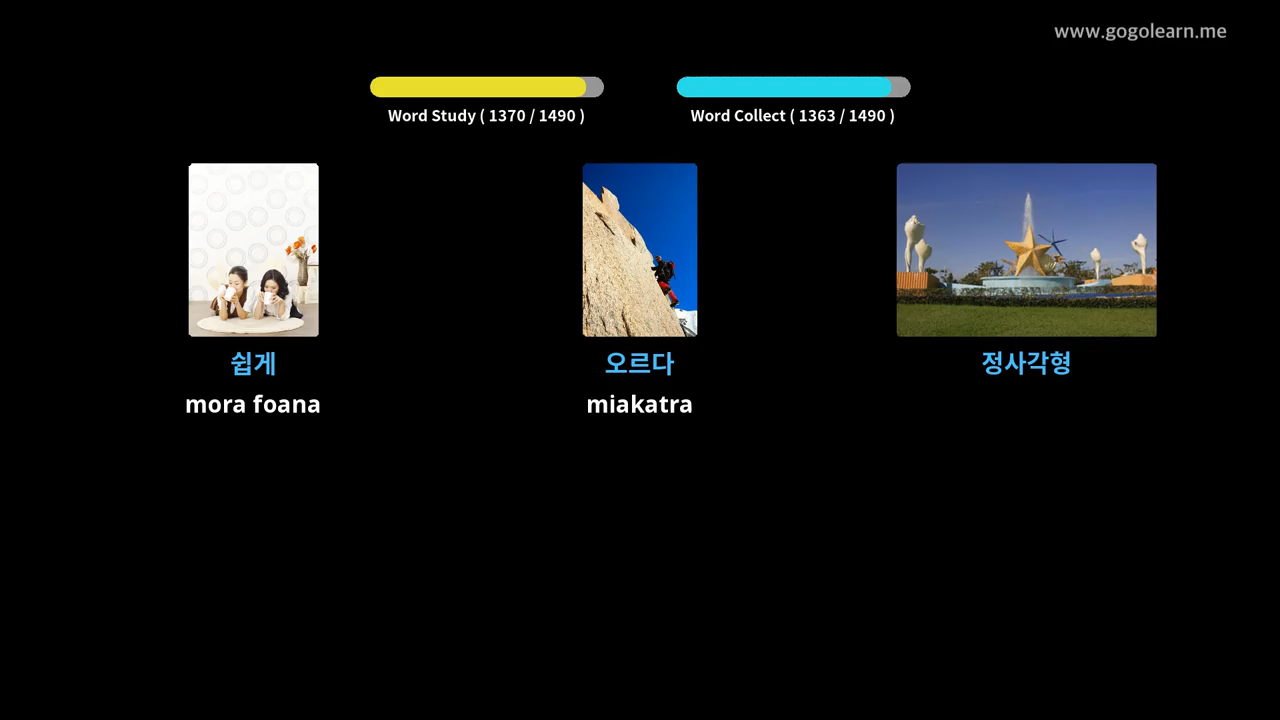 www.gogolearn.me
Word Study ( 1370 / 1490 )
Word Collect ( 1363 / 1490 )
쉽게
오르다
정사각형
mora foana
miakatra